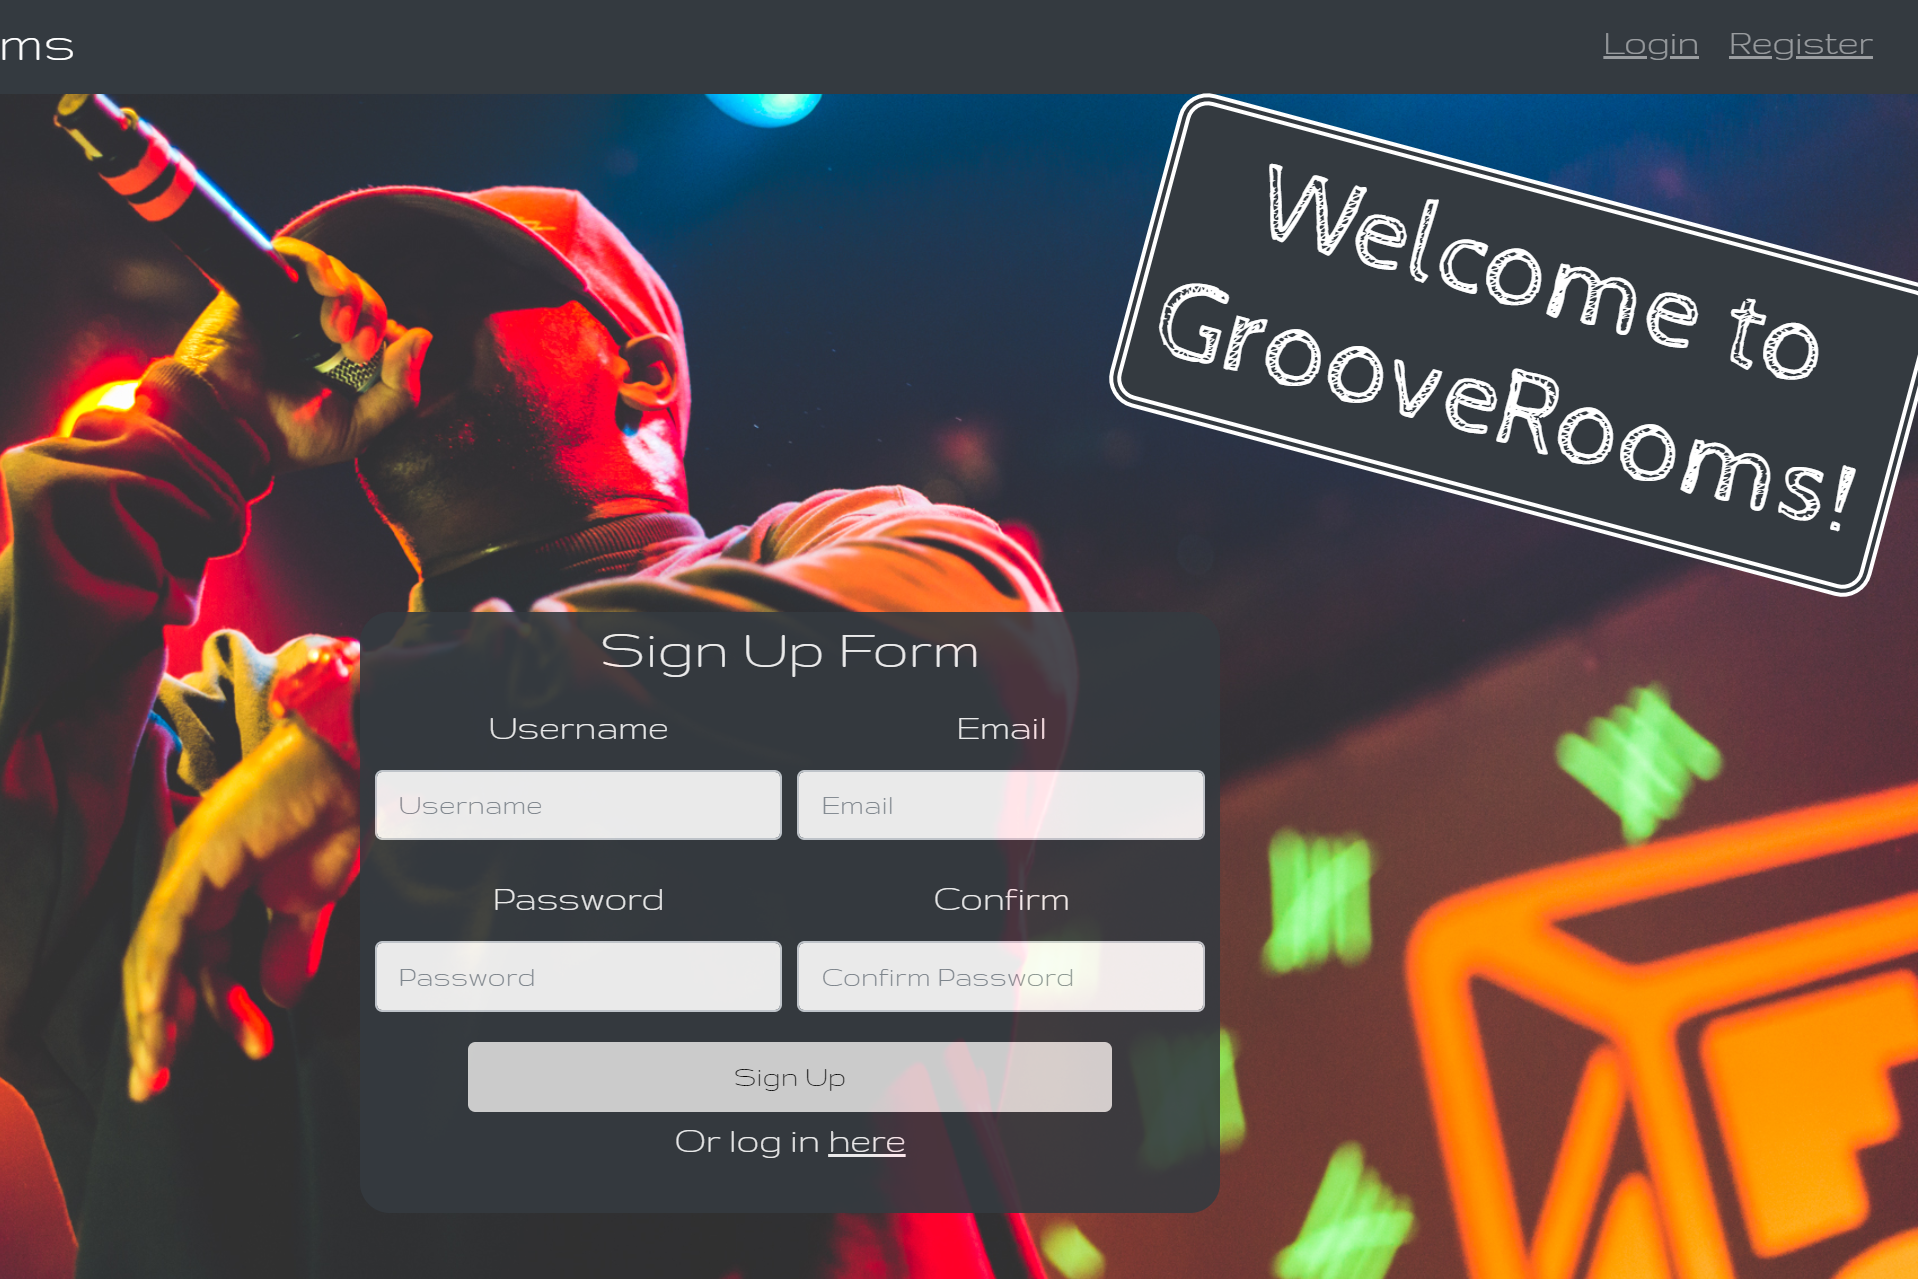 ms
Login Register
Welcome to
GrooveRooms!
Sign Up Form
Username Email
Username Email
Password Confirm
Password Confirm Password
Sign Up
Or log in here